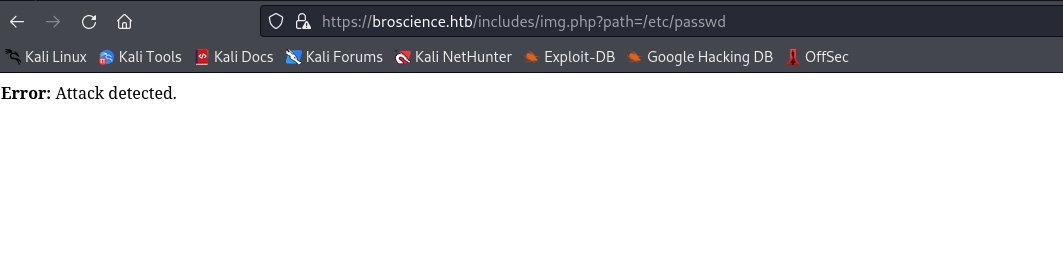 https://broscience.htb/includes/img.php?path=/etc/passwd
Kali Linux Kali Tools Kali Docs Kali Forums Kali NetHunter Exploit-DB Google Hacking DB OffSec
Error: Attack detected.